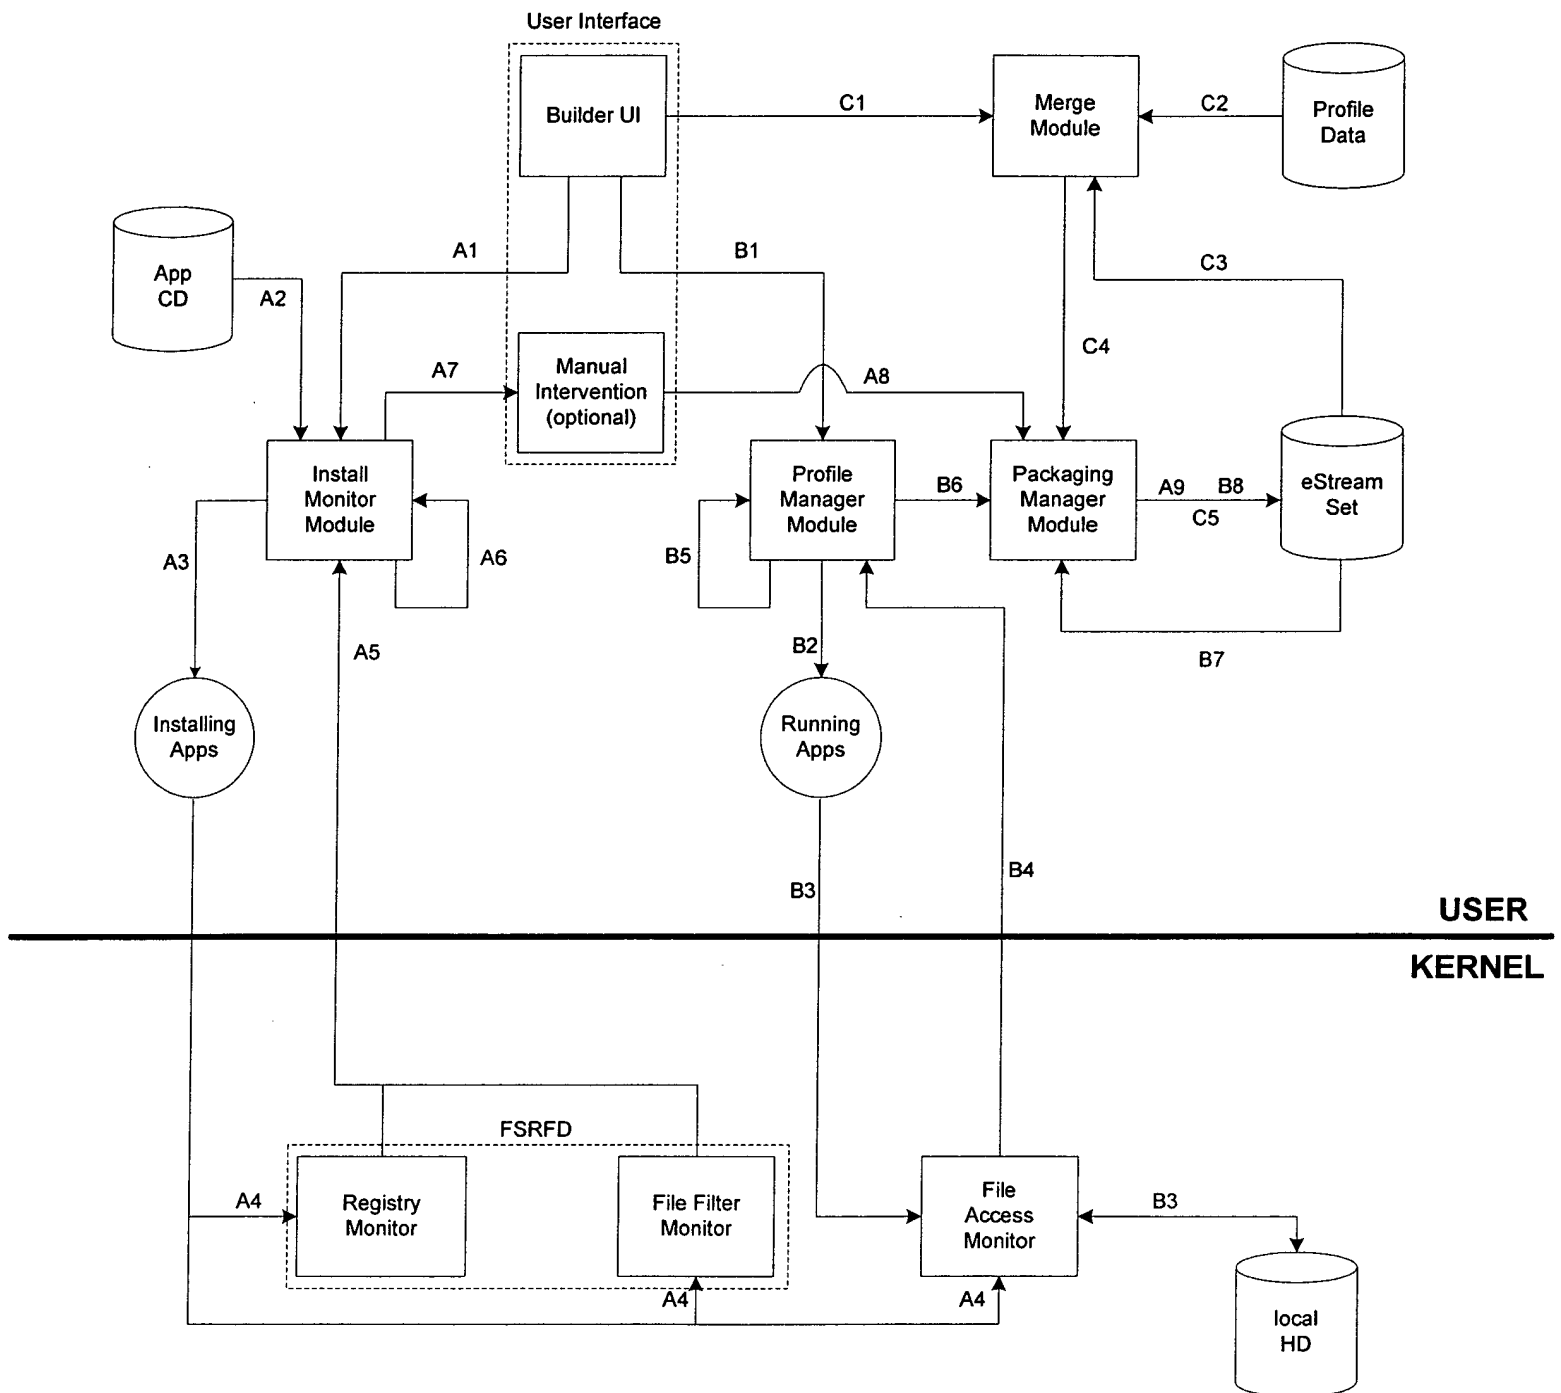 User Interface
Builder UI
C1
Merge
Module
C2
Profile
Data
App
CD
A2
A1
B1
C3
C4
A7
Manual
Intervention
(optional)
A8
Install
Monitor
Module
Profile
Manager
Module
B6
Packaging
Manager
Module
A9
B8
C5
eStream
Set
A3
A6
B5
A5
B2
B7
Installing
Apps
Running
Apps
B3
B4
USER
KERNEL
FSRFD
A4
Registry
Monitor
File Filter
Monitor
File
Access
Monitor
B3
A4
A4
local
HD